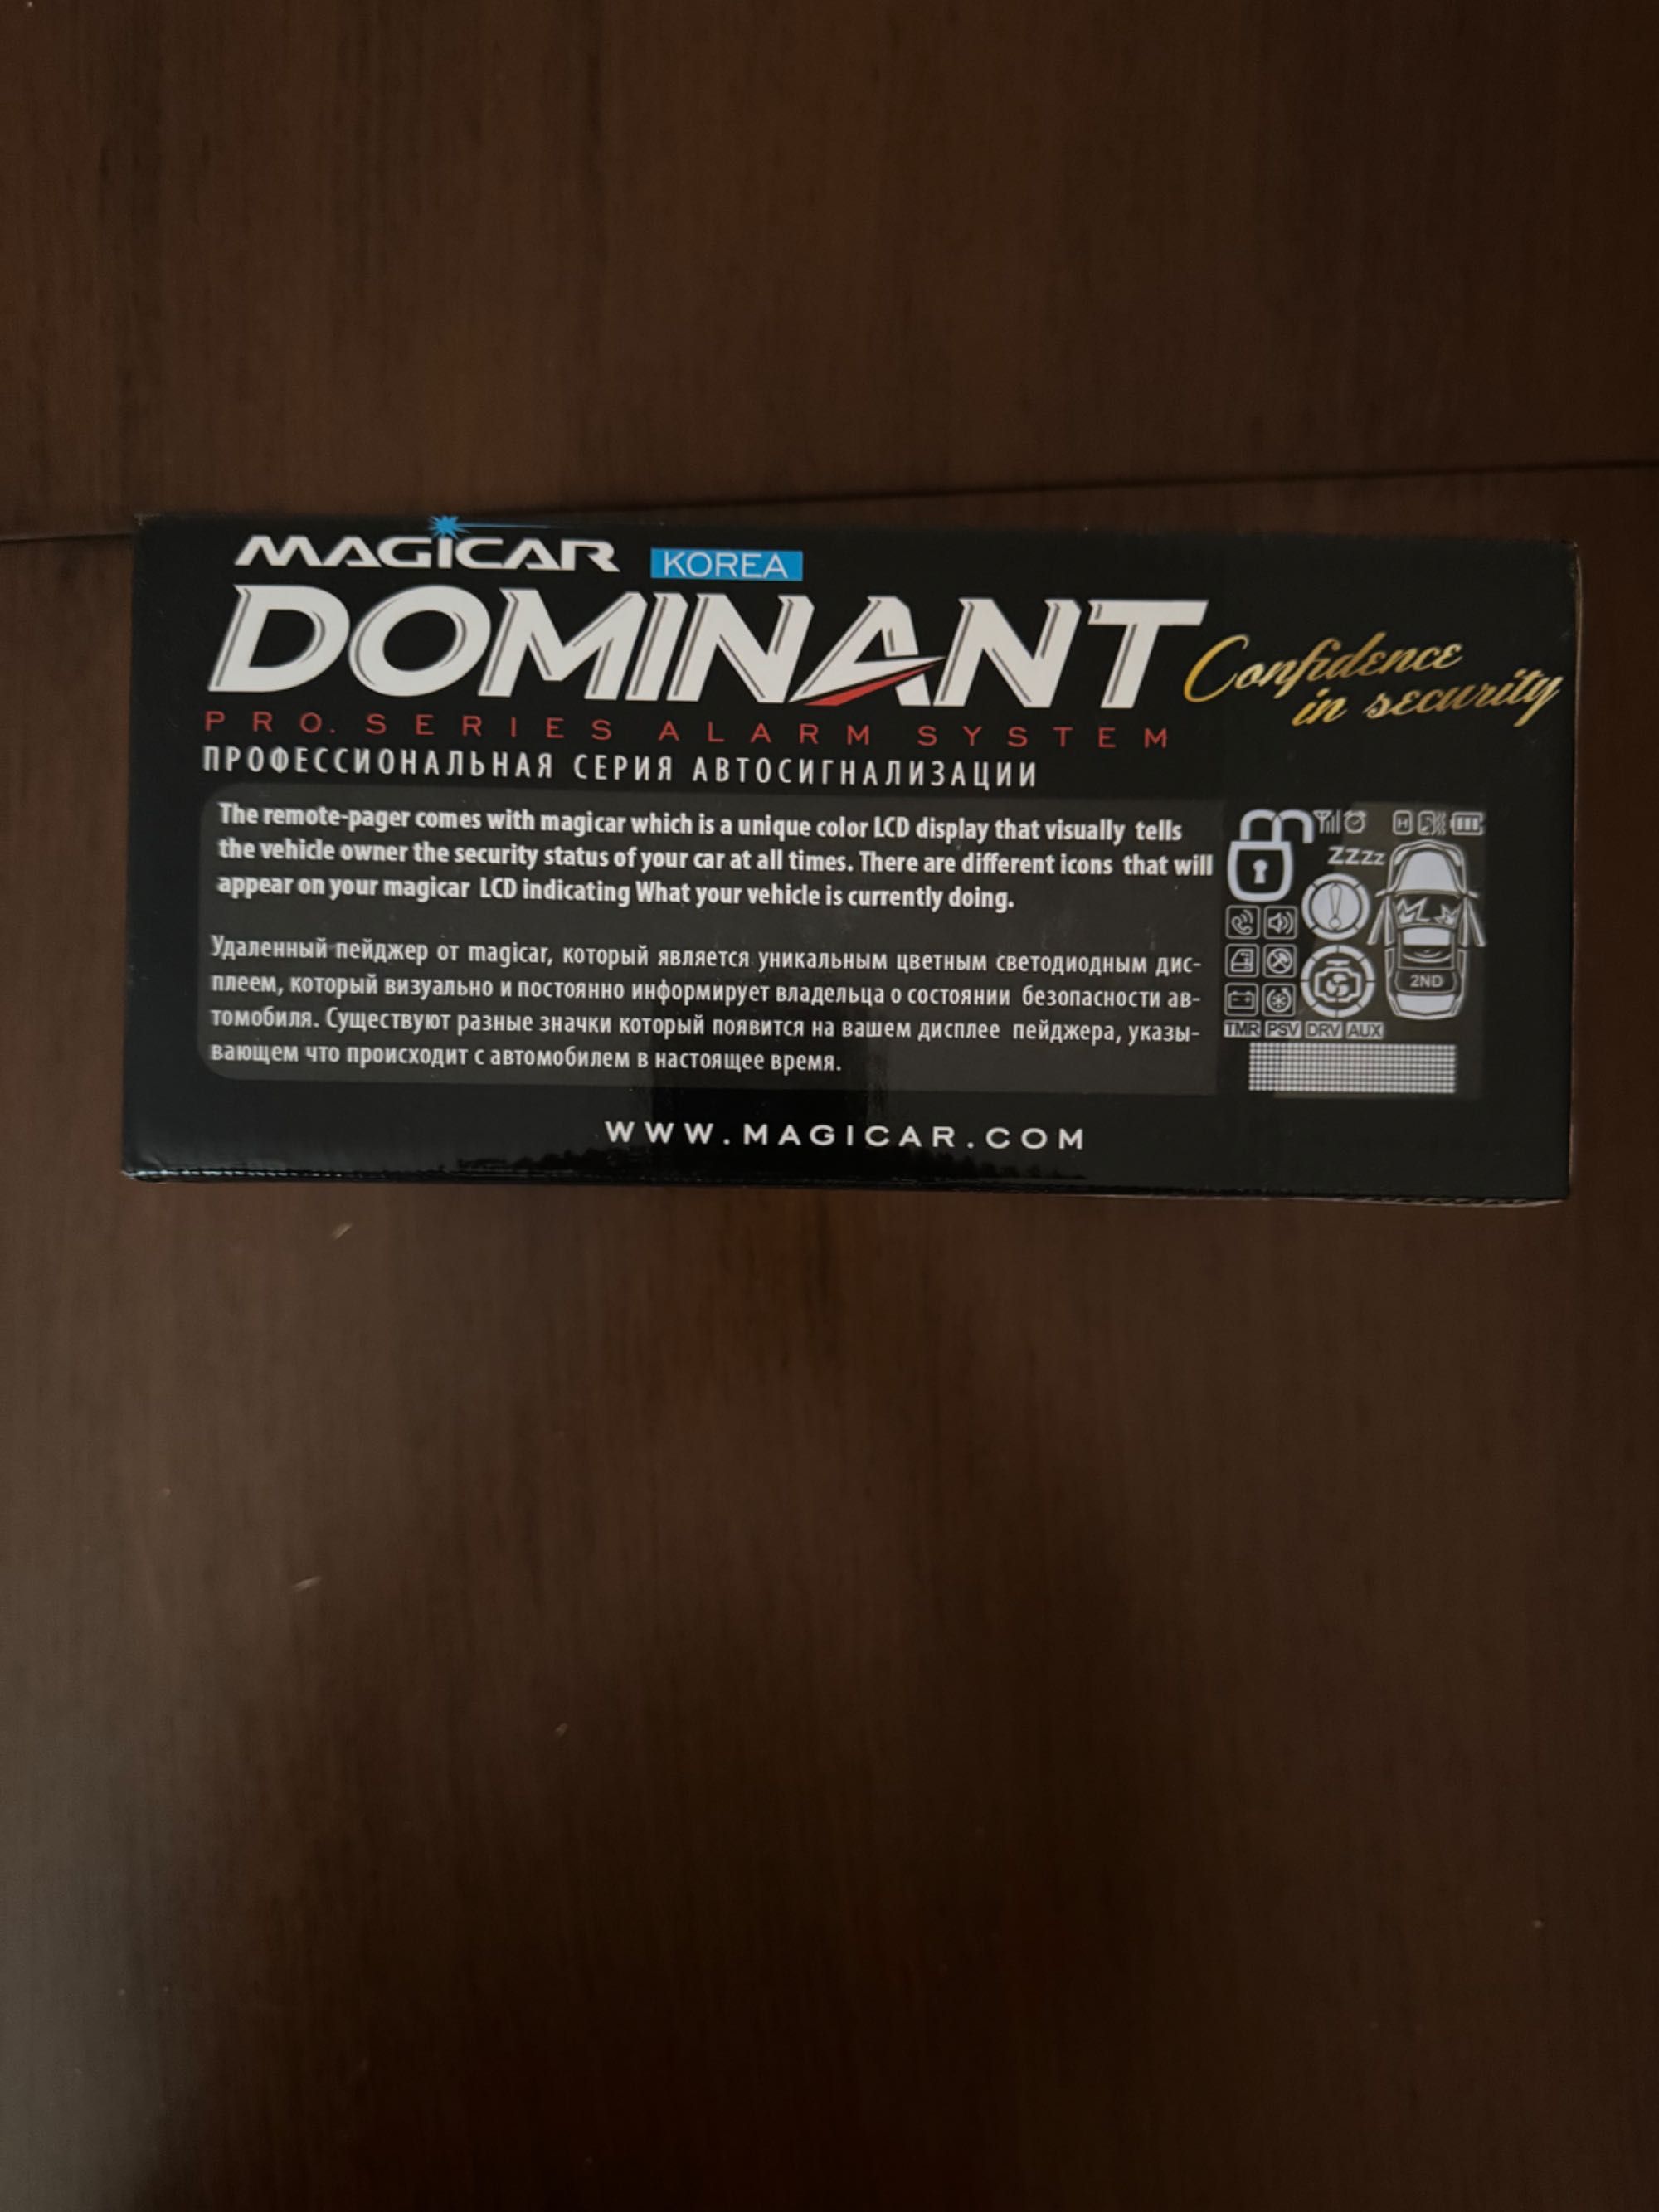 MAGICAR KOREA
DOMINANT
Confidence
in security
PRO. SERIES ALARM SYSTEM
ПРОФЕССИОНАЛЬНАЯ СЕРИЯ АВТОСИГНАЛИЗАЦИИ
The remote-pager comes with magicar which is a unique color LCD display that visually tells
the vehicle owner the security status of your car at all times. There are different icons that will
appear on your magicar LCD indicating What your vehicle is currently doing.
Удаленный пейджер от magicar, который является уникальным цветным светодиодным дис-
плеем, который визуально и постоянно информирует владельца о состоянии безопасности ав-
томобиля. Существуют разные значки который появится на вашем дисплее пейджера, указы-
вающем что происходит с автомобилем в настоящее время.
H
ZZZZ
2ND
TMR PSV DRV AUX
WWW.MAGICAR.COM